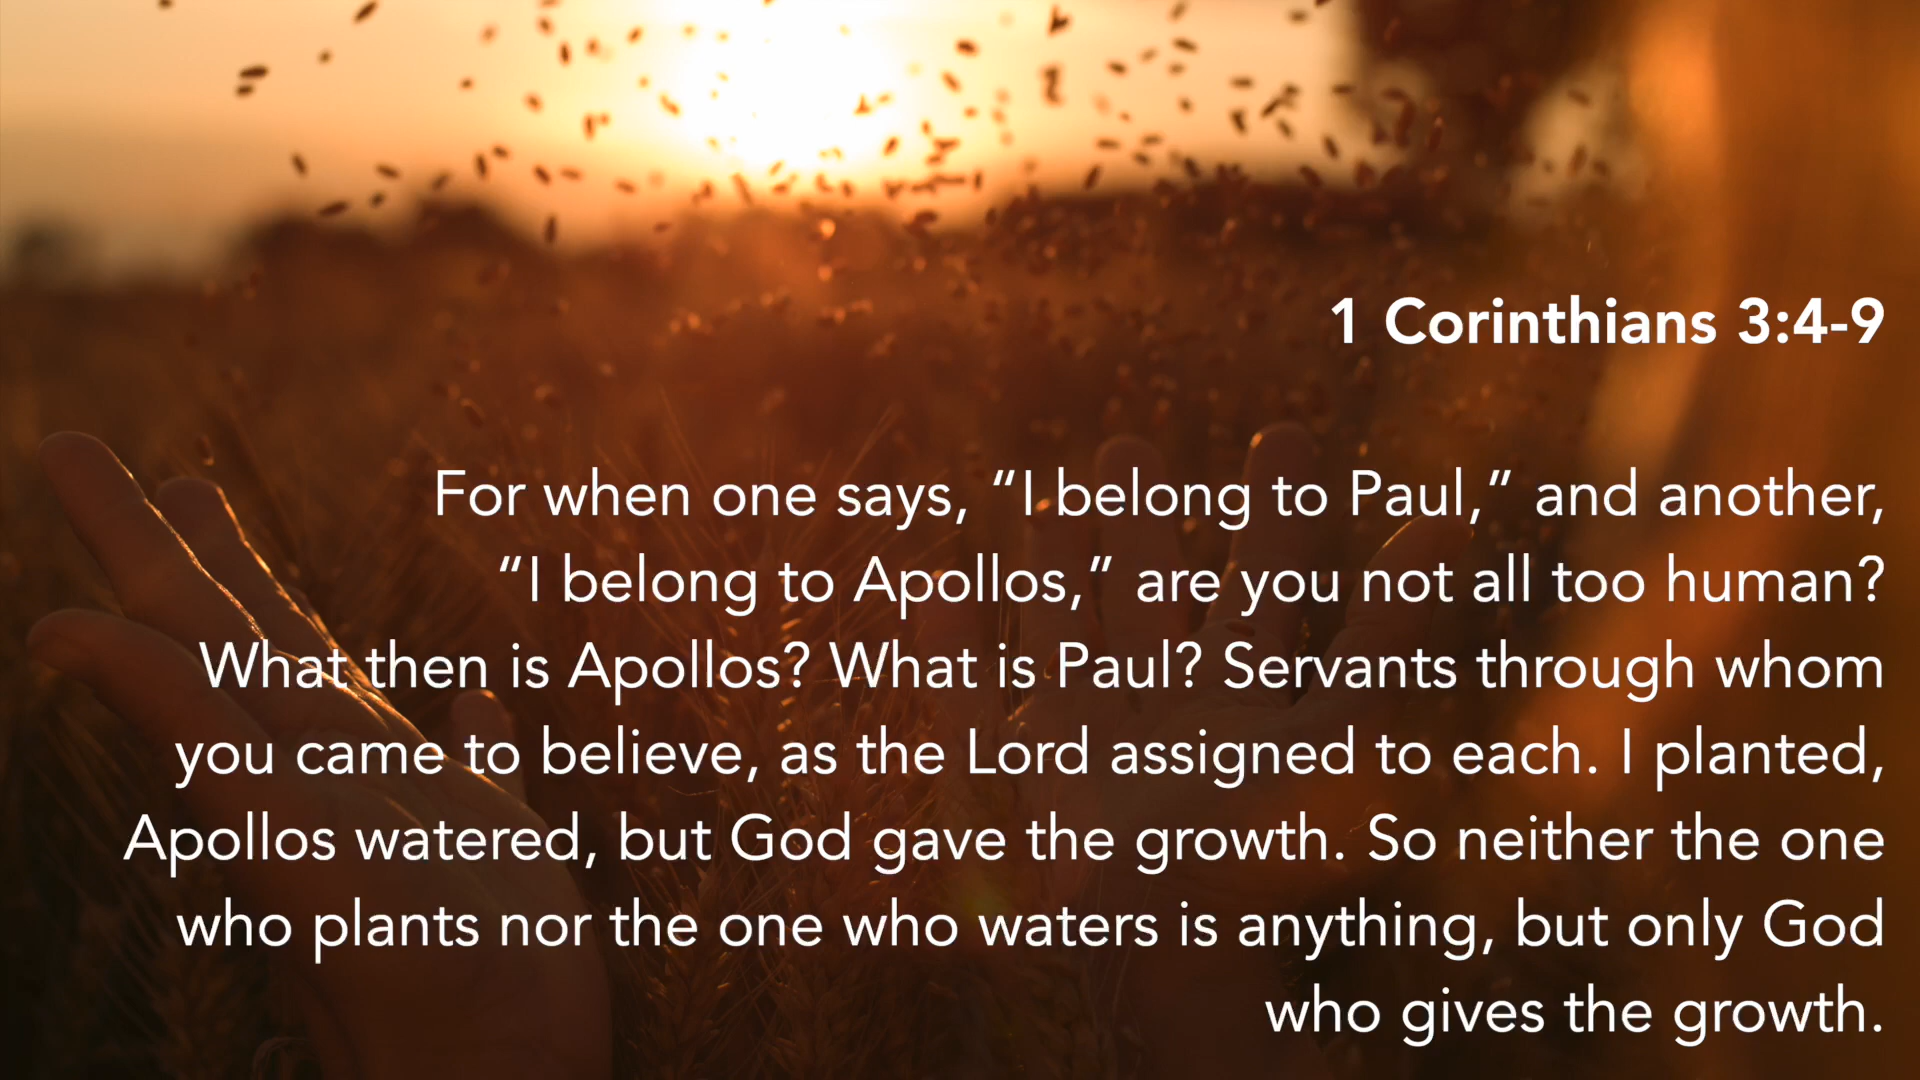 1 Corinthians 3:4-9
For when one says, “I belong to Paul,” and another,
“I belong to Apollos,” are you not all too human?
What then is Apollos? What is Paul? Servants through whom
you came to believe, as the Lord assigned to each. I planted,
Apollos watered, but God gave the growth. So neither the one
who plants nor the one who waters is anything, but only God
who gives the growth.